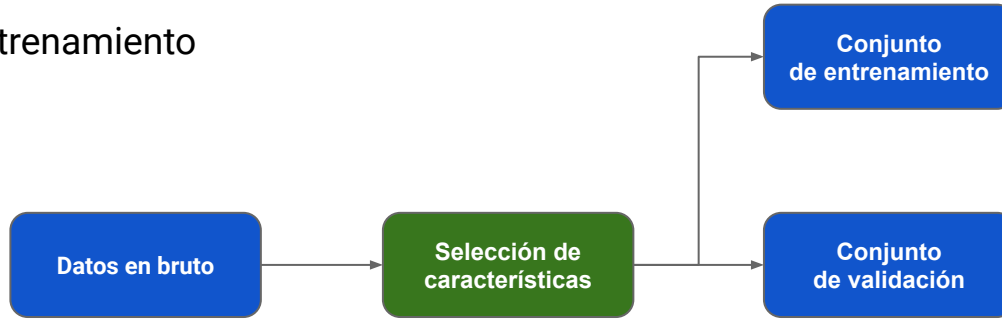 trenamiento
Conjunto
de entrenamiento
Datos en bruto
Selección de
características
Conjunto
de validación